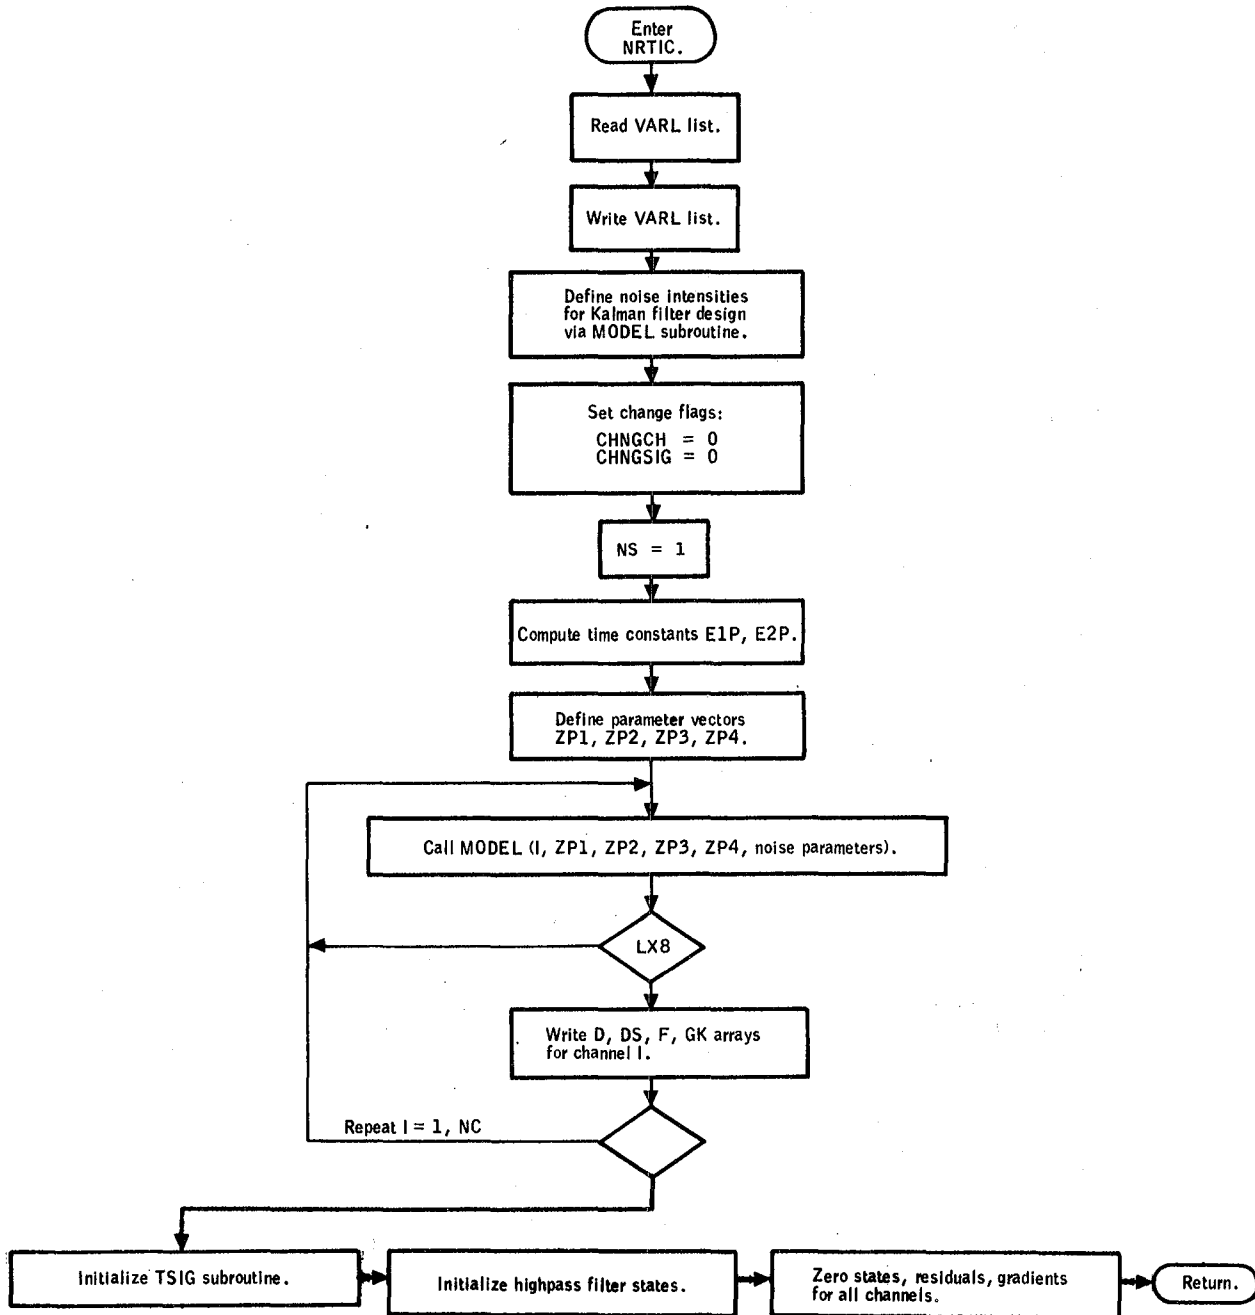 Enter
NRTIC.
Read VARL list.
Write VARL list.
Define noise intensities
for Kalman filter design
via MODEL subroutine.
Set change flags:
CHNGCH = 0
CHNGSIG = 0
NS = 1
Compute time constants E1P, E2P.
Define parameter vectors
ZP1, ZP2, ZP3, ZP4.
Call MODEL (I, ZP1, ZP2, ZP3, ZP4, noise parameters).
LX8
Write D, DS, F, GK arrays
for channel I.
Repeat I = 1, NC
Initialize TSIG subroutine.
Initialize highpass filter states.
Zero states, residuals, gradients
for all channels.
Return.